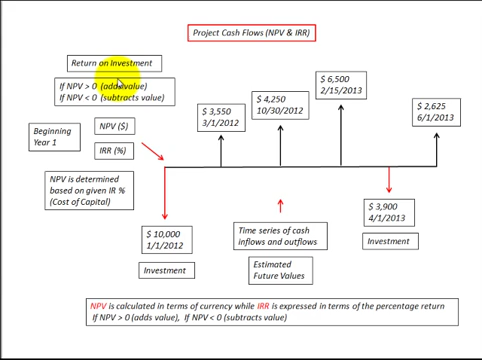 Project Cash Flows (NPV & IRR)
Return on Investment
If NPV > 0 (adds value)
If NPV < 0 (subtracts value)
Beginning
Year 1
NPV ($)
IRR (%)
NPV is determined
based on given IR %
(Cost of Capital)
$ 3,550
3/1/2012
$ 4,250
10/30/2012
$ 6,500
2/15/2013
$ 2,625
6/1/2013
$ 10,000
1/1/2012
Investment
Time series of cash
inflows and outflows
Estimated
Future Values
$ 3,900
4/1/2013
Investment
NPV is calculated in terms of currency while IRR is expressed in terms of the percentage return
If NPV > 0 (adds value), If NPV < 0 (subtracts value)